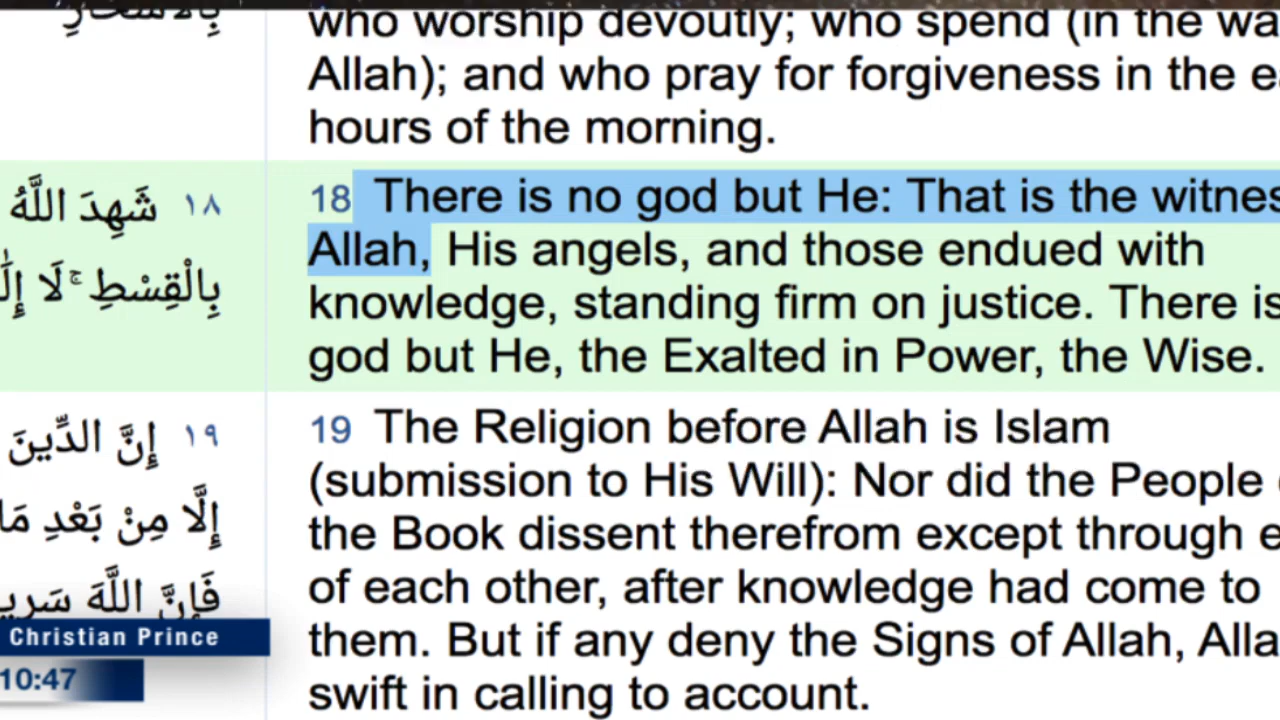 بِالْأَسْحَارِ
who worship devoutly; who spend (in the wa
Allah); and who pray for forgiveness in the ea
hours of the morning.
١٨ شَهِدَ اللَّهُ
بِالْقِسْطِ ۚ لَا إِلَٰ
18 There is no god but He: That is the witnes
Allah, His angels, and those endued with
knowledge, standing firm on justice. There is
god but He, the Exalted in Power, the Wise.
١٩ إِنَّ الدِّينَ
إِلَّا مِنْ بَعْدِ مَا
فَإِنَّ اللَّهَ سَرِي
19 The Religion before Allah is Islam
(submission to His Will): Nor did the People
the Book dissent therefrom except through e
of each other, after knowledge had come to
them. But if any deny the Signs of Allah, Alla
swift in calling to account.
Christian Prince
10:47